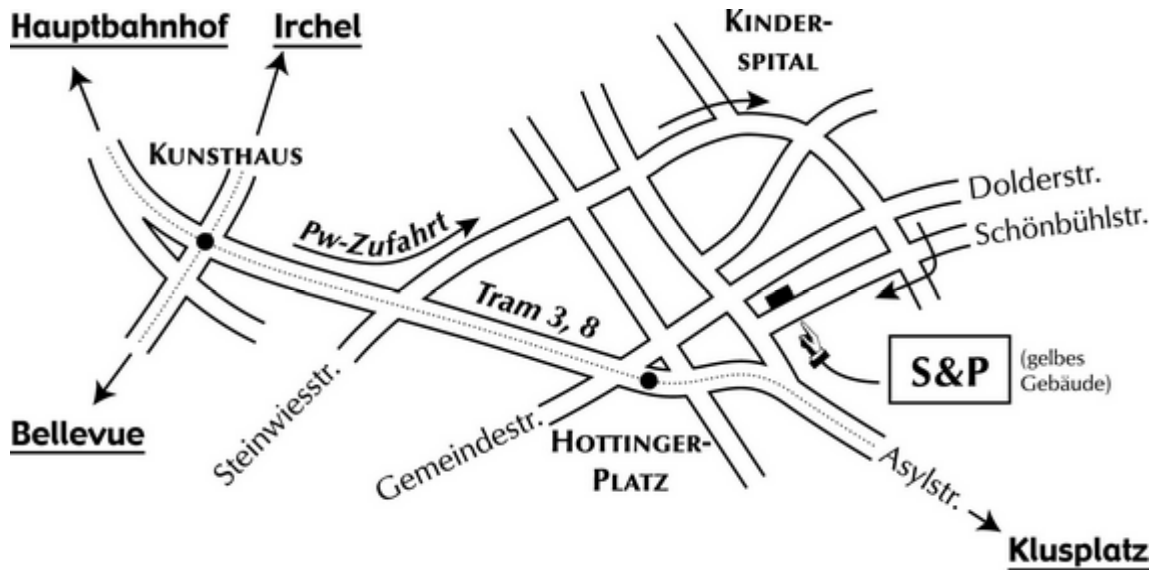 Hauptbahnhof
Irchel
KINDER-
SPITAL
KUNSTHAUS
Dolderstr.
Schönbühlstr.
Pw-Zufahrt
Tram 3, 8
S&P
(gelbes
Gebäude)
Steinwiesstr.
Bellevue
Gemeindestr.
HOTTINGER-
PLATZ
Asylstr.
Klusplatz